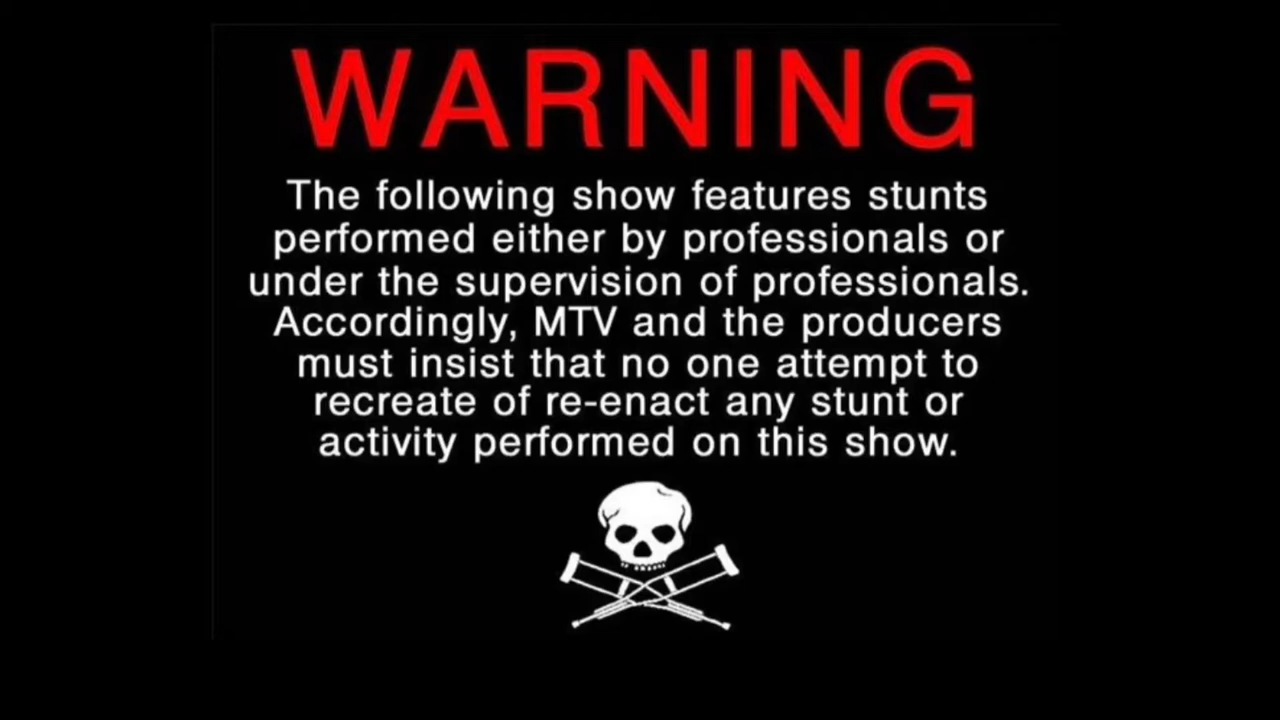 WARNING
The following show features stunts
performed either by professionals or
under the supervision of professionals.
Accordingly, MTV and the producers
must insist that no one attempt to
recreate of re-enact any stunt or
activity performed on this show.